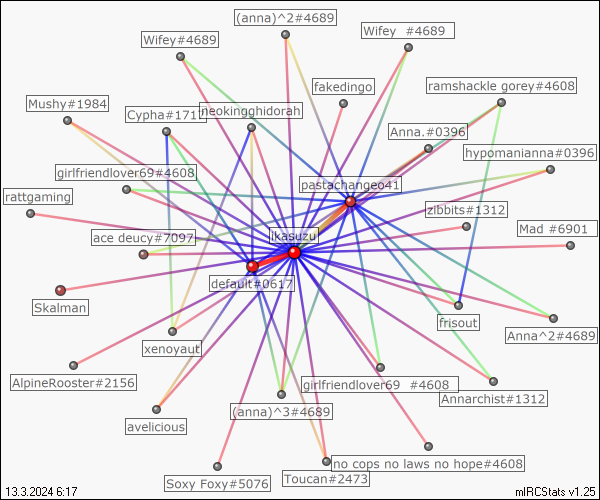 (anna)^2#4689
Wifey#4689
Wifey #4689
fakedingo
ramshackle gorey#4608
Mushy#1984
Cypha#1717
neokingghidorah
Anna.#0396
hypomanianna#0396
girlfriendlover69#4608
pastachangeo41
rattgaming
zibbits#1312
Mad #6901
ace deucy#7097
ikasuzu
default#0617
Skalman
frisout
Anna^2#4689
xenoyaut
AlpineRooster#2156
girlfriendlover69 #4608
Annarchist#1312
(anna)^3#4689
avelicious
no cops no laws no hope#4608
Soxy Foxy#5076
Toucan#2473
13.3.2024 6:17
mIRCStats v1.25